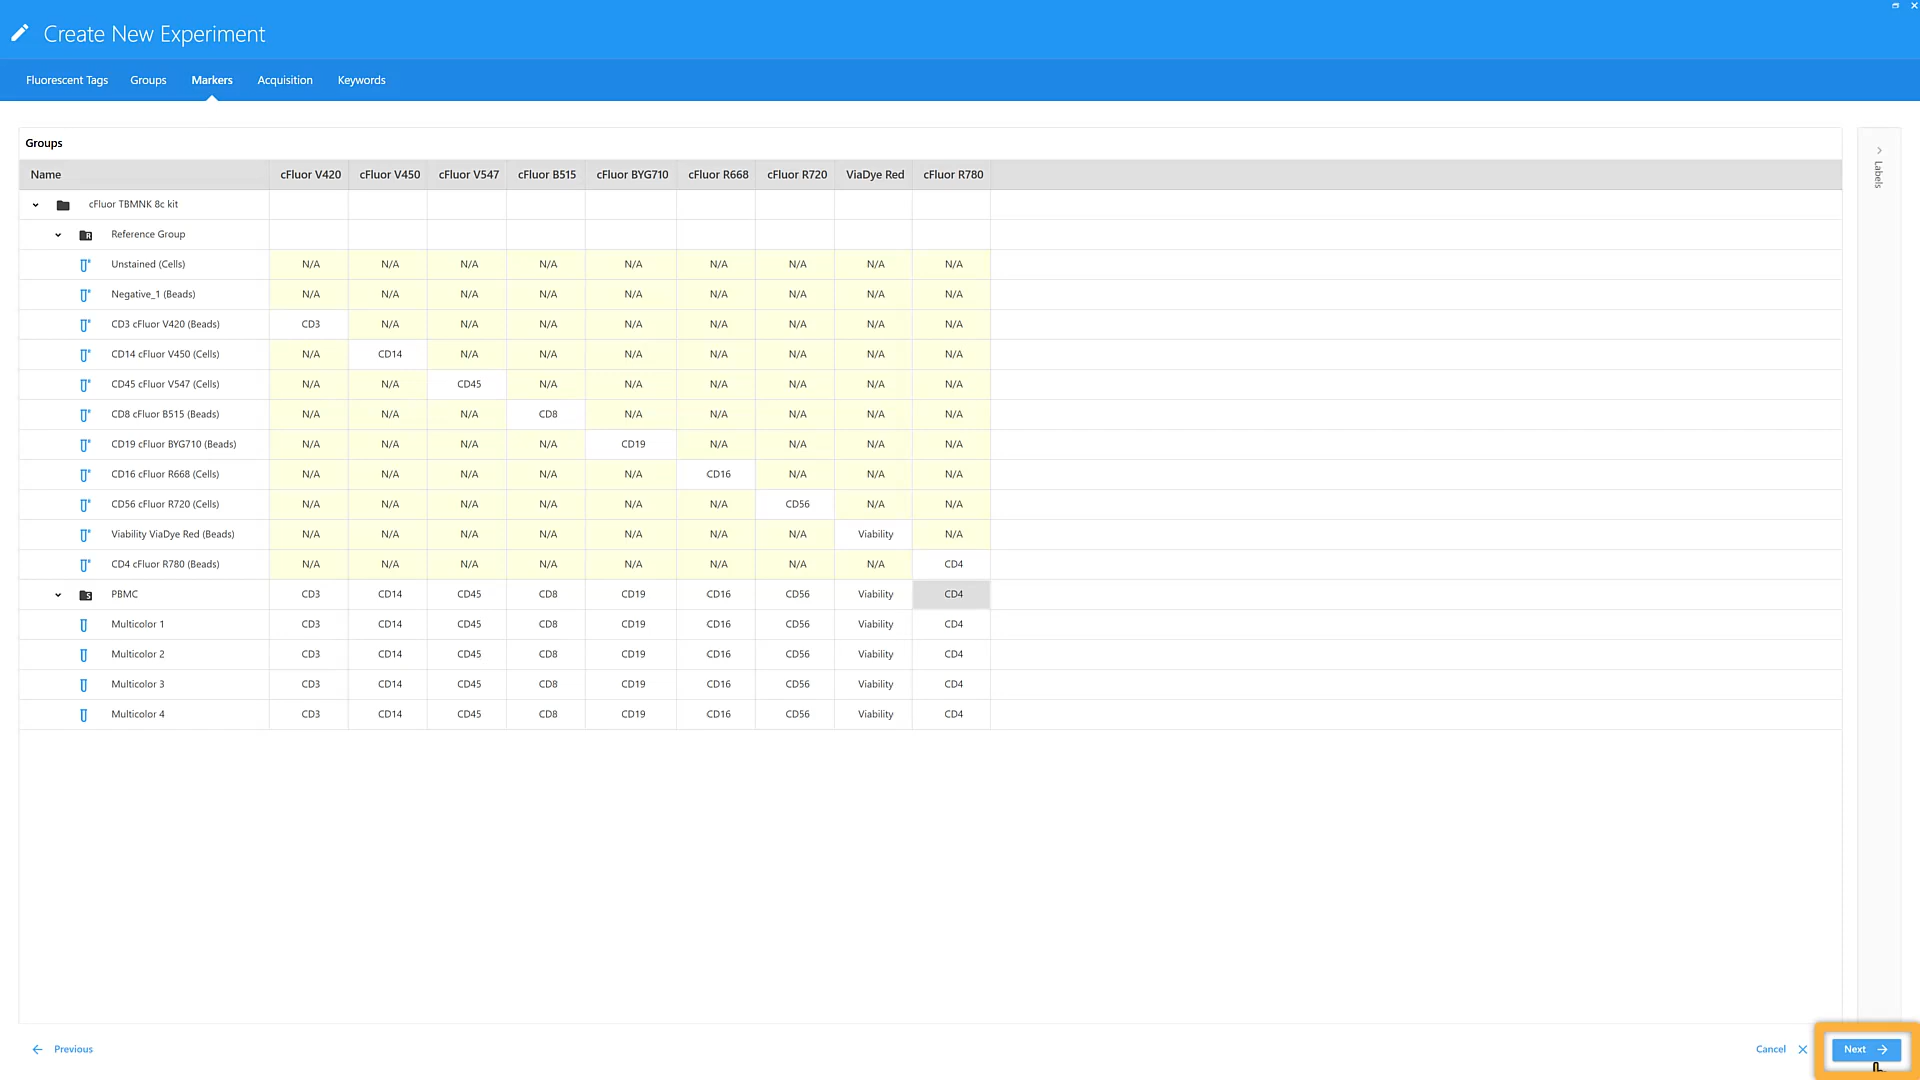 Create New Experiment
Fluorescent Tags Groups Markers Acquisition Keywords
Groups
Labels
Name cFluor V420 cFluor V450 cFluor V547 cFluor B515 cFluor BYG710 cFluor R668 cFluor R720 ViaDye Red cFluor R780
cFluor TBMNK 8c kit
Reference Group
Unstained (Cells) N/A N/A N/A N/A N/A N/A N/A N/A N/A
Negative_1 (Beads) N/A N/A N/A N/A N/A N/A N/A N/A N/A
CD3 cFluor V420 (Beads) CD3 N/A N/A N/A N/A N/A N/A N/A N/A
CD14 cFluor V450 (Cells) N/A CD14 N/A N/A N/A N/A N/A N/A N/A
CD45 cFluor V547 (Cells) N/A N/A CD45 N/A N/A N/A N/A N/A N/A
CD8 cFluor B515 (Beads) N/A N/A N/A CD8 N/A N/A N/A N/A N/A
CD19 cFluor BYG710 (Beads) N/A N/A N/A N/A CD19 N/A N/A N/A N/A
CD16 cFluor R668 (Cells) N/A N/A N/A N/A N/A CD16 N/A N/A N/A
CD56 cFluor R720 (Cells) N/A N/A N/A N/A N/A N/A CD56 N/A N/A
Viability ViaDye Red (Beads) N/A N/A N/A N/A N/A N/A N/A Viability N/A
CD4 cFluor R780 (Beads) N/A N/A N/A N/A N/A N/A N/A N/A CD4
PBMC CD3 CD14 CD45 CD8 CD19 CD16 CD56 Viability CD4
Multicolor 1 CD3 CD14 CD45 CD8 CD19 CD16 CD56 Viability CD4
Multicolor 2 CD3 CD14 CD45 CD8 CD19 CD16 CD56 Viability CD4
Multicolor 3 CD3 CD14 CD45 CD8 CD19 CD16 CD56 Viability CD4
Multicolor 4 CD3 CD14 CD45 CD8 CD19 CD16 CD56 Viability CD4
Previous Cancel Next